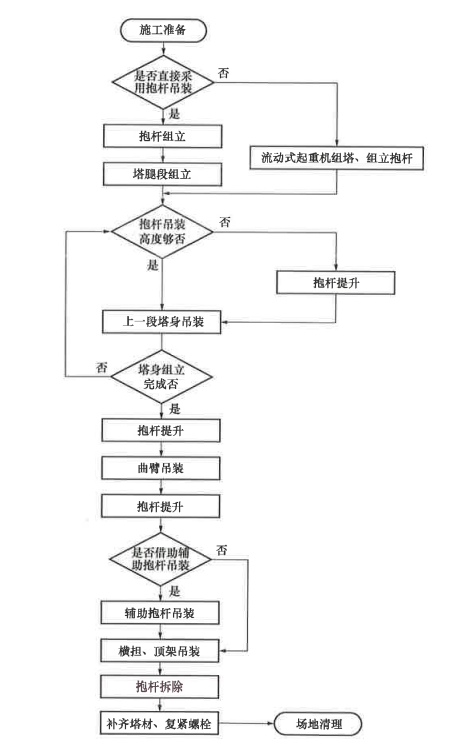 施工准备
是否直接采
用抱杆吊装
否
是
抱杆组立
流动式起重机组塔、组立抱杆
塔腿段组立
抱杆吊装
高度够否
否
是
抱杆提升
上一段塔身吊装
塔身组立
完成否
否
是
抱杆提升
曲臂吊装
抱杆提升
是否借助辅
助抱杆吊装
否
是
辅助抱杆吊装
横担、顶架吊装
抱杆拆除
补齐塔材、复紧螺栓
场地清理